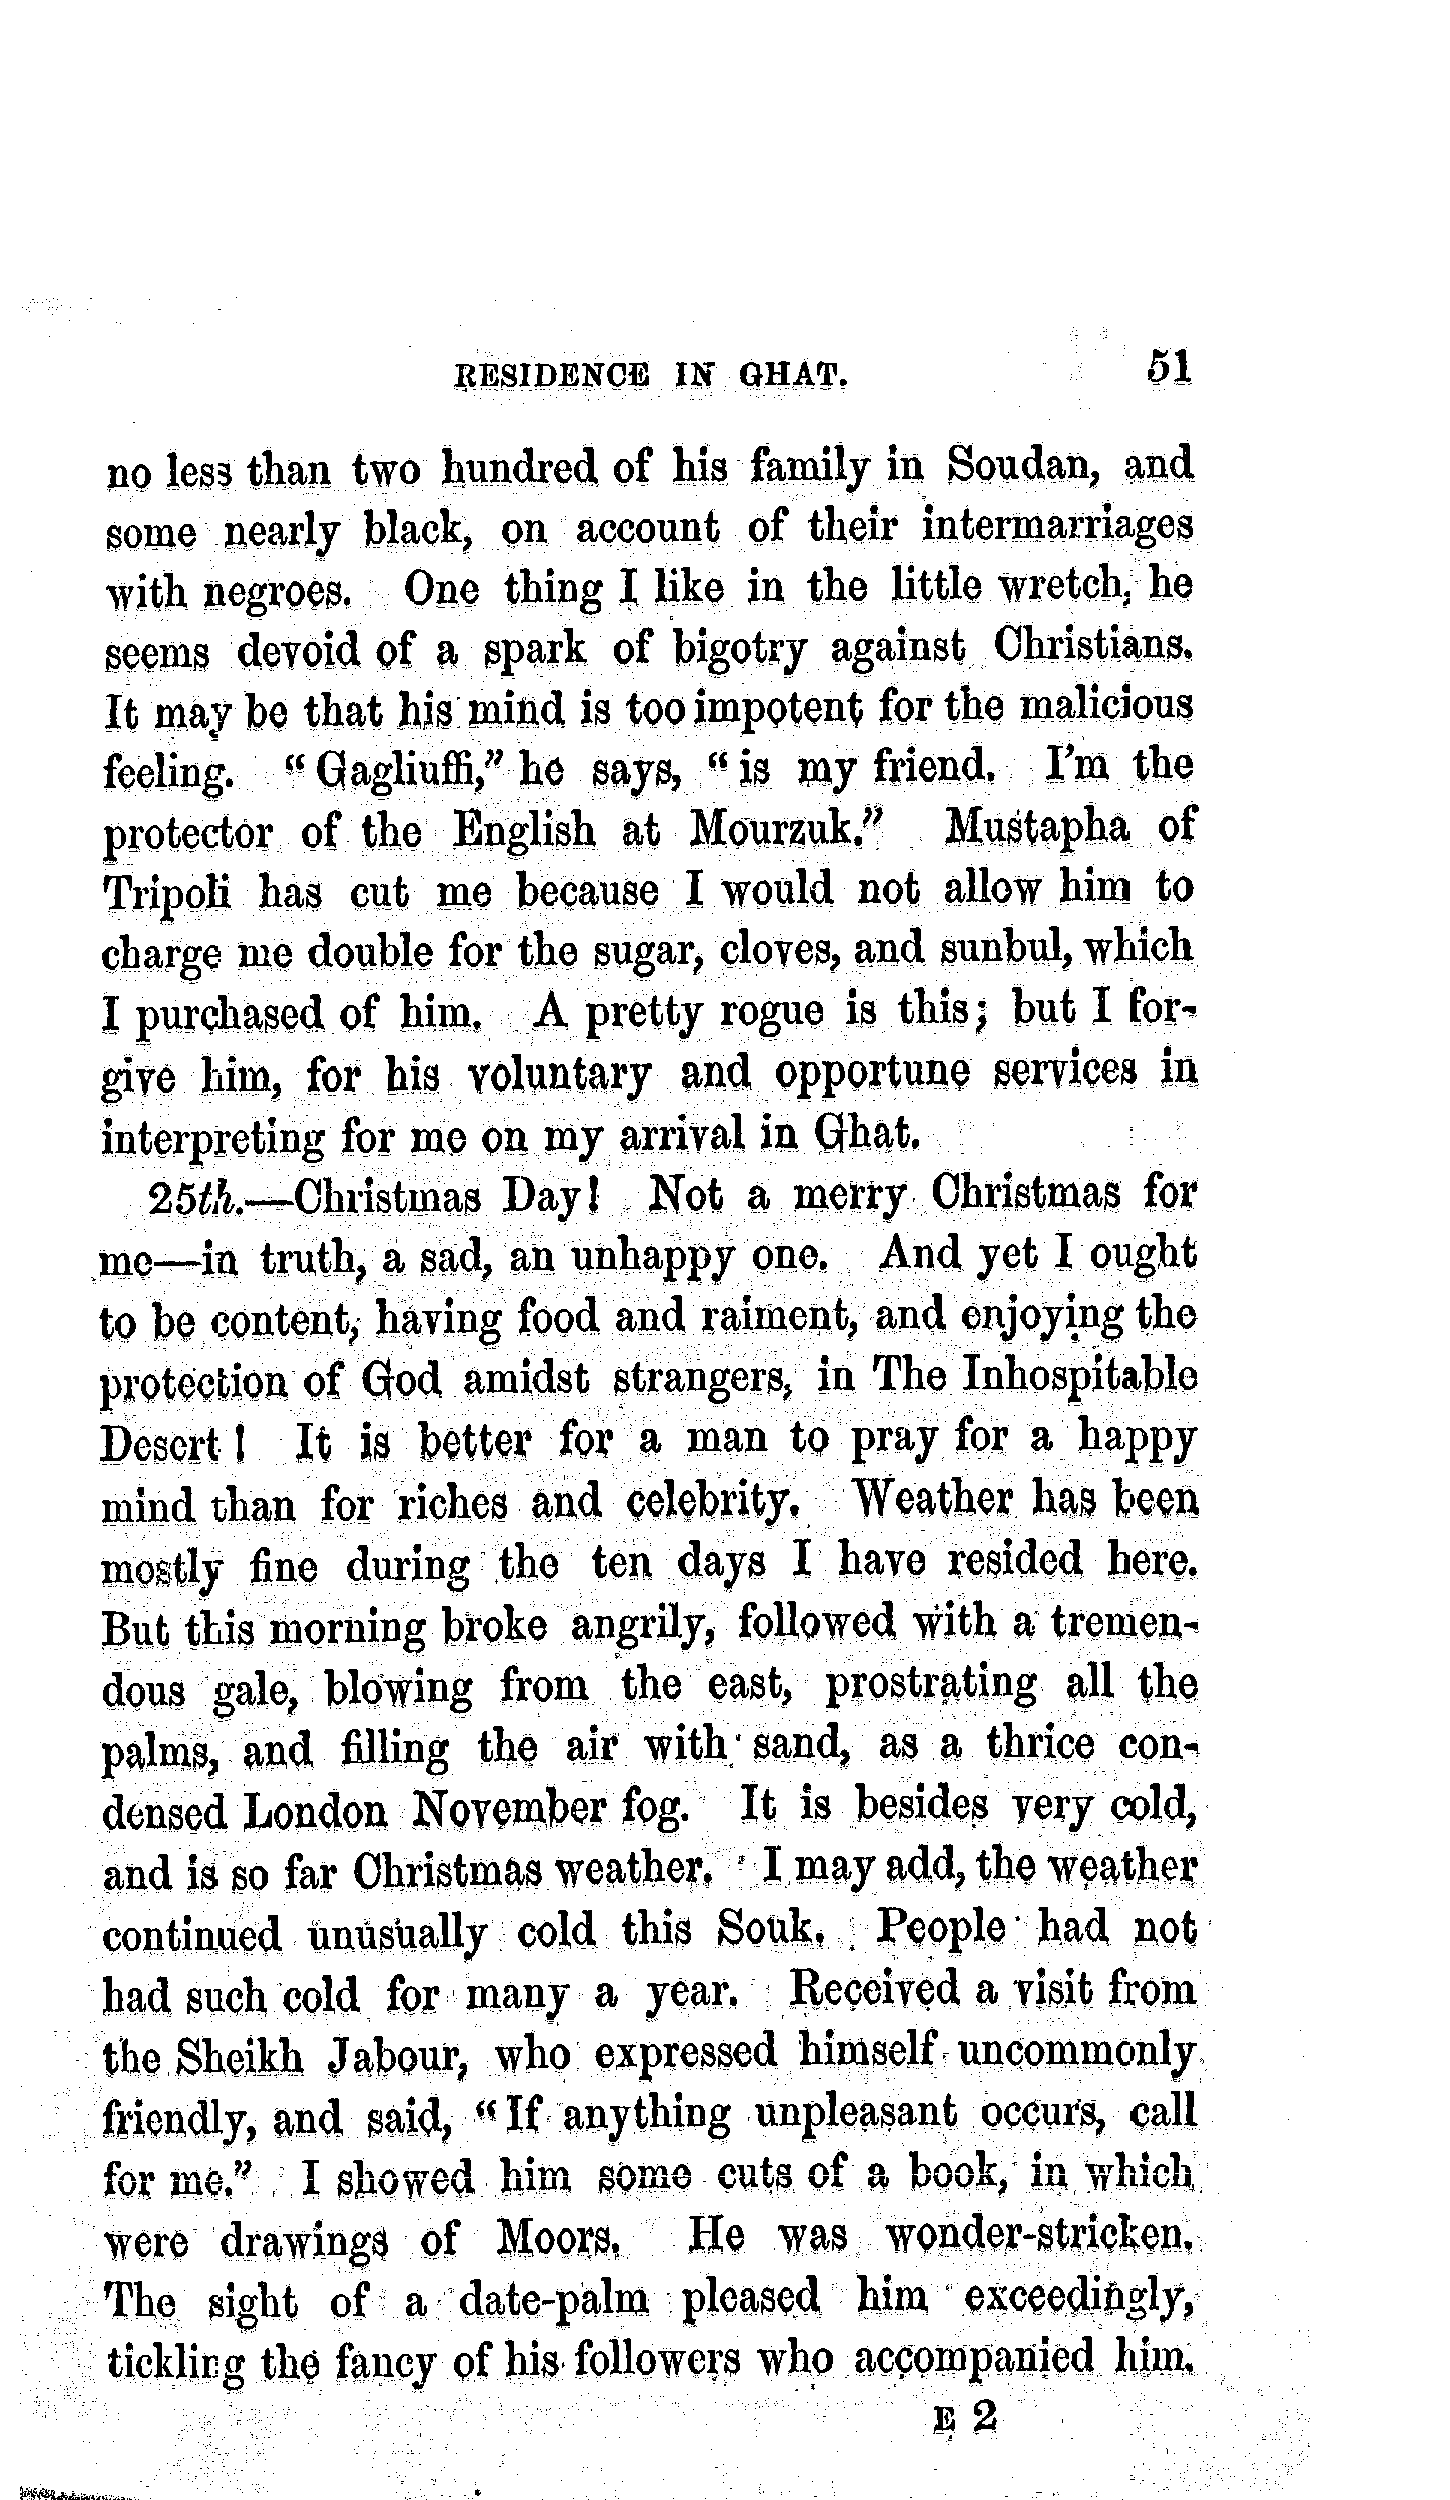 RESIDENCE IN GHAT. 51
no less than two hundred of his family in Soudan, and
some nearly black, on account of their intermarriages
with negroes. One thing I like in the little wretch, he
seems devoid of a spark of bigotry against Christians.
It may be that his mind is too impotent for the malicious
feeling. “Gagliuffi,” he says, “is my friend. I’m the
protector of the English at Mourzuk.” Mustapha of
Tripoli has cut me because I would not allow him to
charge me double for the sugar, cloves, and sunbul, which
I purchased of him. A pretty rogue is this; but I for-
give him, for his voluntary and opportune services in
interpreting for me on my arrival in Ghat.
25th.—Christmas Day! Not a merry Christmas for
me—in truth, a sad, an unhappy one. And yet I ought
to be content, having food and raiment, and enjoying the
protection of God amidst strangers, in The Inhospitable
Desert! It is better for a man to pray for a happy
mind than for riches and celebrity. Weather has been
mostly fine during the ten days I have resided here.
But this morning broke angrily, followed with a tremen-
dous gale, blowing from the east, prostrating all the
palms, and filling the air with sand, as a thrice con-
densed London November fog. It is besides very cold,
and is so far Christmas weather. I may add, the weather
continued unusually cold this Souk. People had not
had such cold for many a year. Received a visit from
the Sheikh Jabour, who expressed himself uncommonly
friendly, and said, “If anything unpleasant occurs, call
for me.” I showed him some cuts of a book, in which
were drawings of Moors. He was wonder-stricken.
The sight of a date-palm pleased him exceedingly,
tickling the fancy of his followers who accompanied him.
E 2